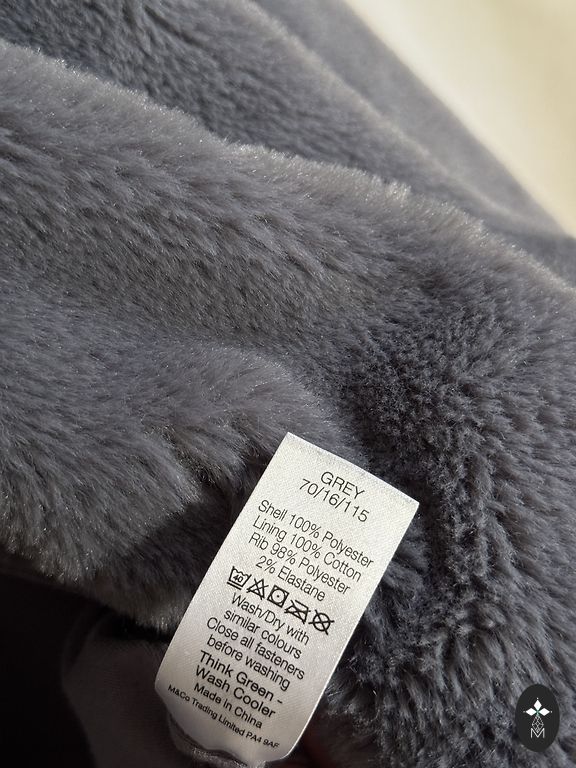 GREY
70/16/115
Shell 100% Polyester
Lining 100% Cotton
Rib 98% Polyester
2% Elastane
40
Wash/Dry with
similar colours
Close all fasteners
before washing
Think Green -
Wash Cooler
Made in China
M&Co Trading Limited PA4 9AF
M